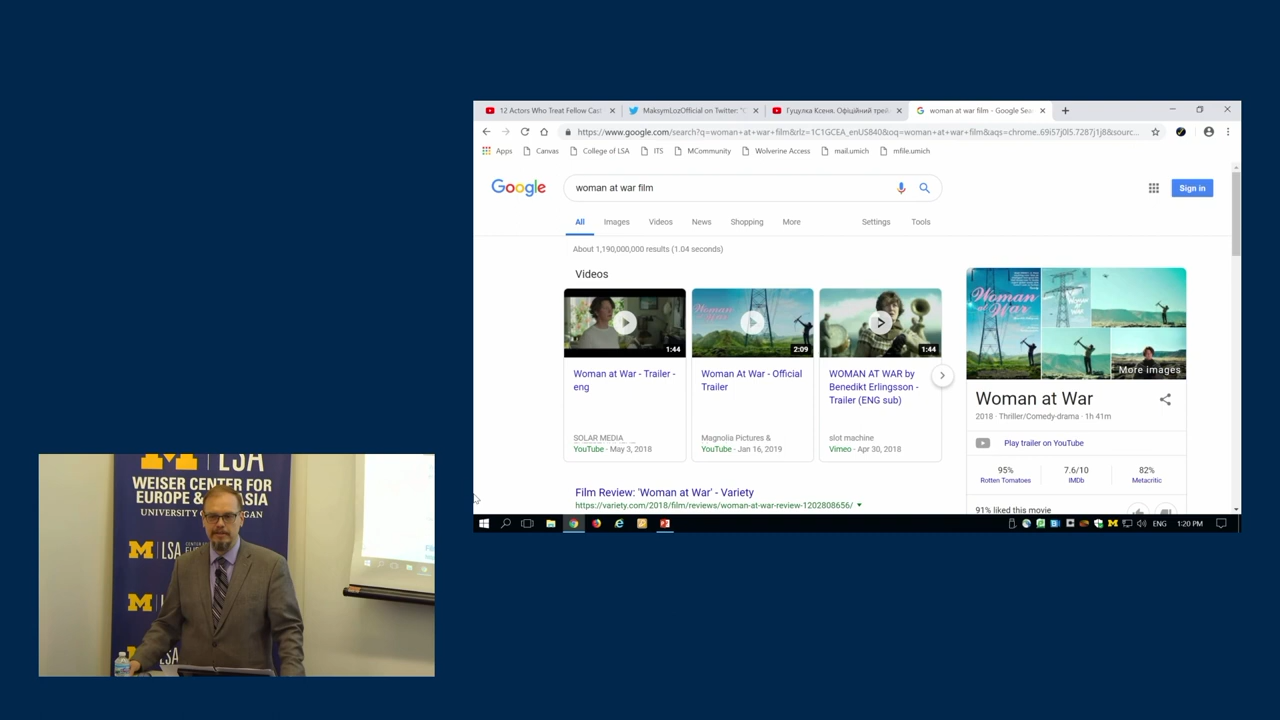 12 Actors Who Treat Fellow Cast
MaksymLozOfficial on Twitter: "
Гуцулка Ксеня. Офіційний трей
woman at war film - Google Sea
https://www.google.com/search?q=woman+at+war+film&rlz=1C1GCEA_enUS840&oq=woman+at+war+film&aqs=chrome..69i57j0l5.7287j1j8&sourc...
Apps
Canvas
College of LSA
ITS
MCommunity
Wolverine Access
mail.umich
mfile.umich
Google
woman at war film
Sign in
All
Images
Videos
News
Shopping
More
Settings
Tools
About 1,190,000,000 results (1.04 seconds)
Videos
1:44
2:09
1:44
Woman at War - Trailer -
eng
SOLAR MEDIA
YouTube - May 3, 2018
Woman At War - Official
Trailer
Magnolia Pictures &
YouTube - Jan 16, 2019
WOMAN AT WAR by
Benedikt Erlingsson -
Trailer (ENG sub)
slot machine
Vimeo - Apr 30, 2018
Film Review: 'Woman at War' - Variety
https://variety.com/2018/film/reviews/woman-at-war-review-1202808656/
Woman
at War
More images
Woman at War
2018 · Thriller/Comedy-drama · 1h 41m
Play trailer on YouTube
95%
Rotten Tomatoes
7.6/10
IMDb
82%
Metacritic
91% liked this movie
ENG
1:20 PM
M LSA
WEISER CENTER FOR
EUROPE &
UNIVERSITY
M LSA
M
LSA